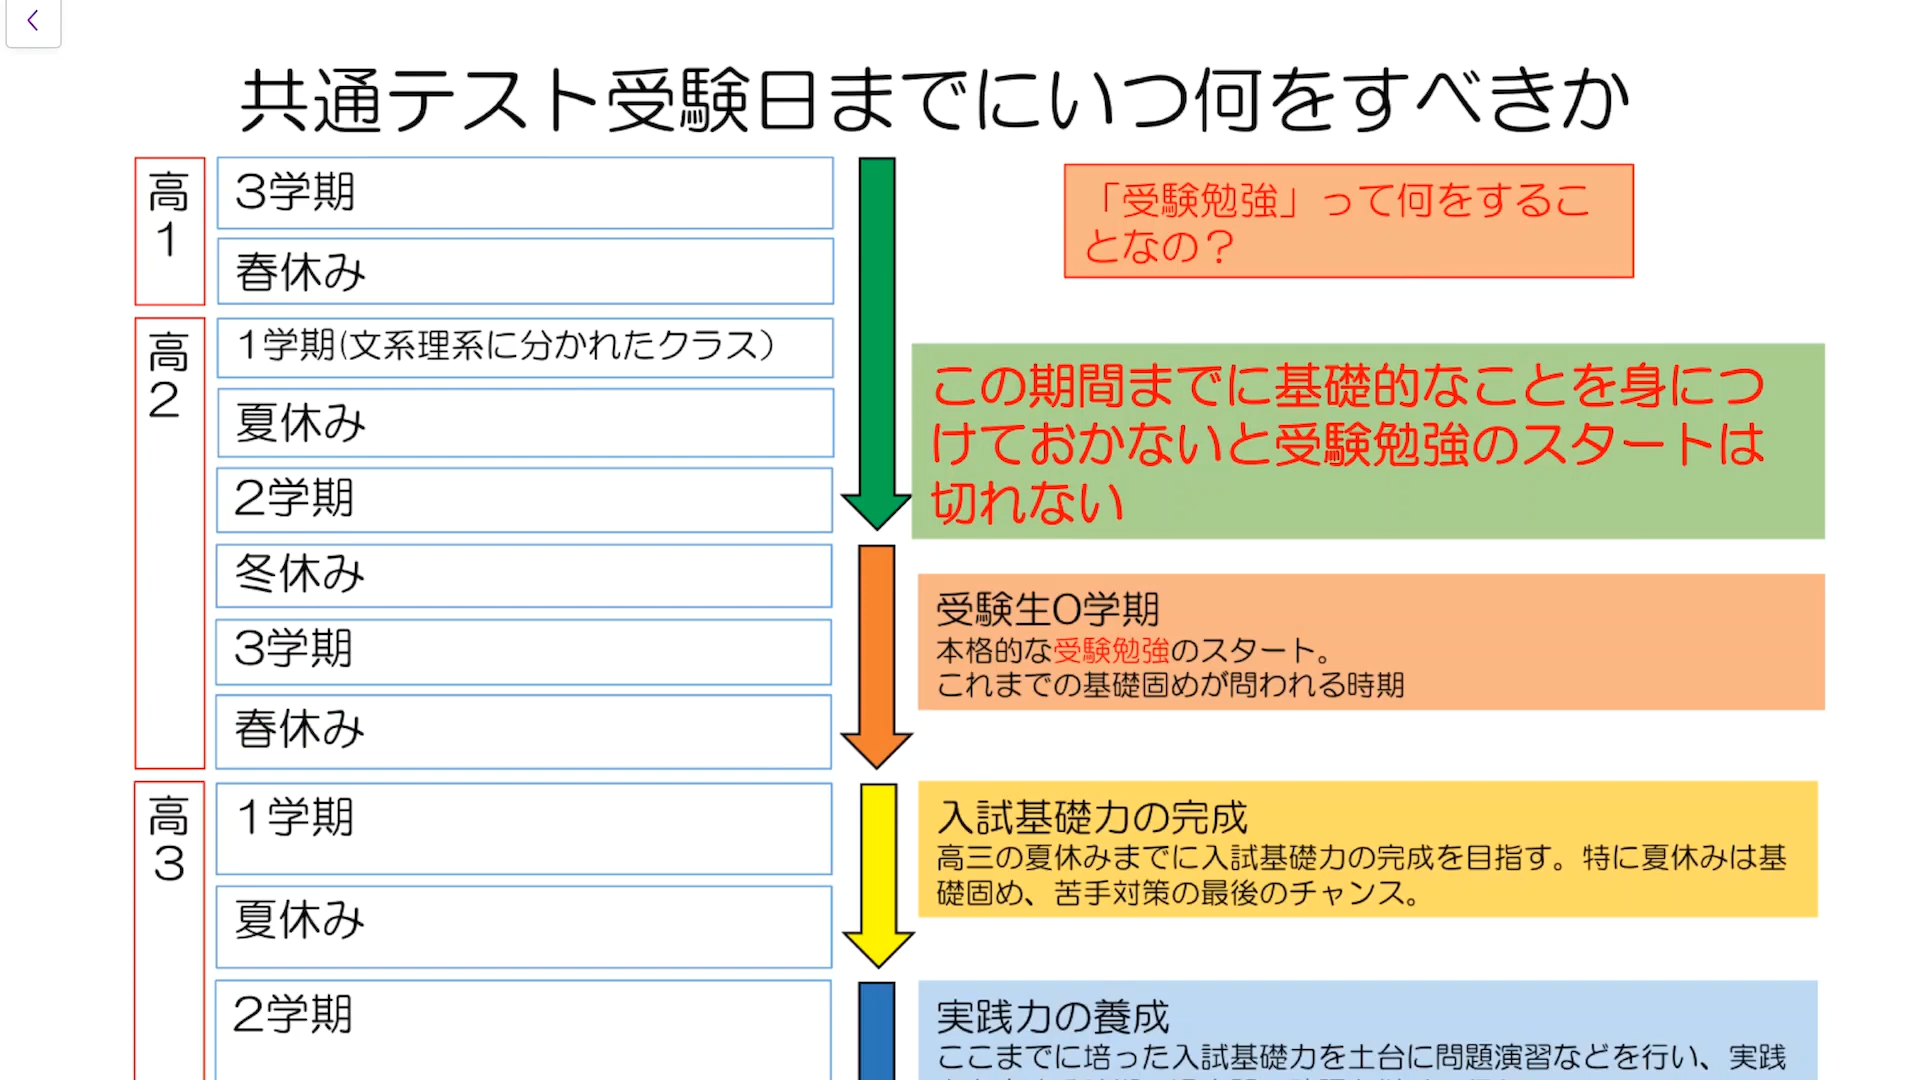 共通テスト受験日までにいつ何をすべきか
高
1
3学期
春休み
「受験勉強」って何をするこ
となの？
高
2
1学期(文系理系に分かれたクラス）
夏休み
2学期
冬休み
3学期
春休み
この期間までに基礎的なことを身につ
けておかないと受験勉強のスタートは
切れない
受験生0学期
本格的な受験勉強のスタート。
これまでの基礎固めが問われる時期
高
3
1学期
夏休み
2学期
入試基礎力の完成
高三の夏休みまでに入試基礎力の完成を目指す。特に夏休みは基
礎固め、苦手対策の最後のチャンス。
実践力の養成
ここまでに培った入試基礎力を土台に問題演習などを行い、実践